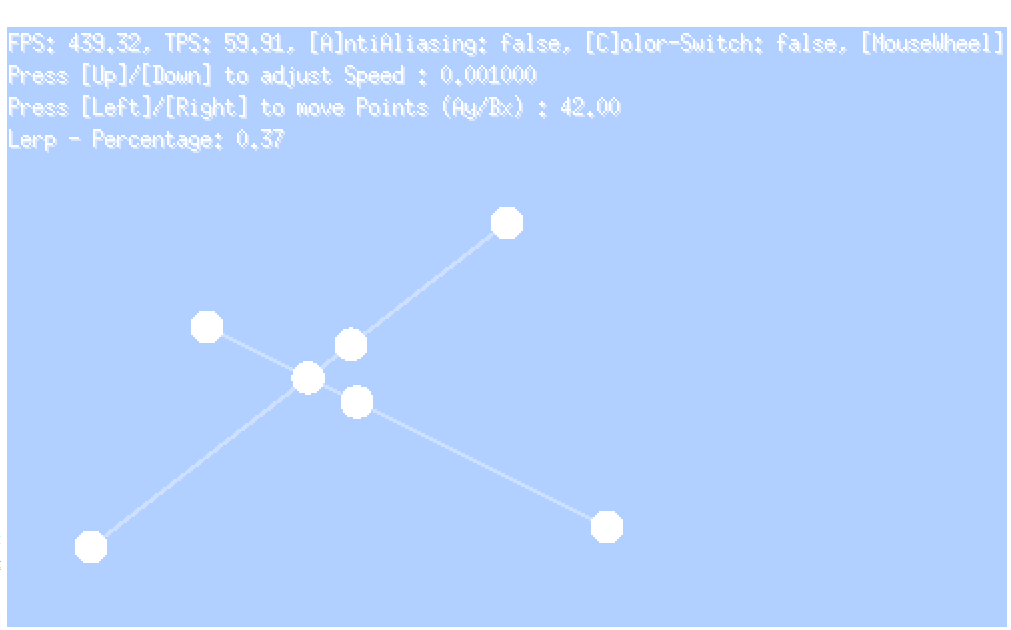 FPS: 439.32, TPS: 59.91, [A]ntiAliasing: false, [C]olor-Switch: false, [MouseWheel]
Press [Up]/[Down] to adjust Speed : 0.001000
Press [Left]/[Right] to move Points (Ay/Bx) : 42.00
Lerp - Percentage: 0.37